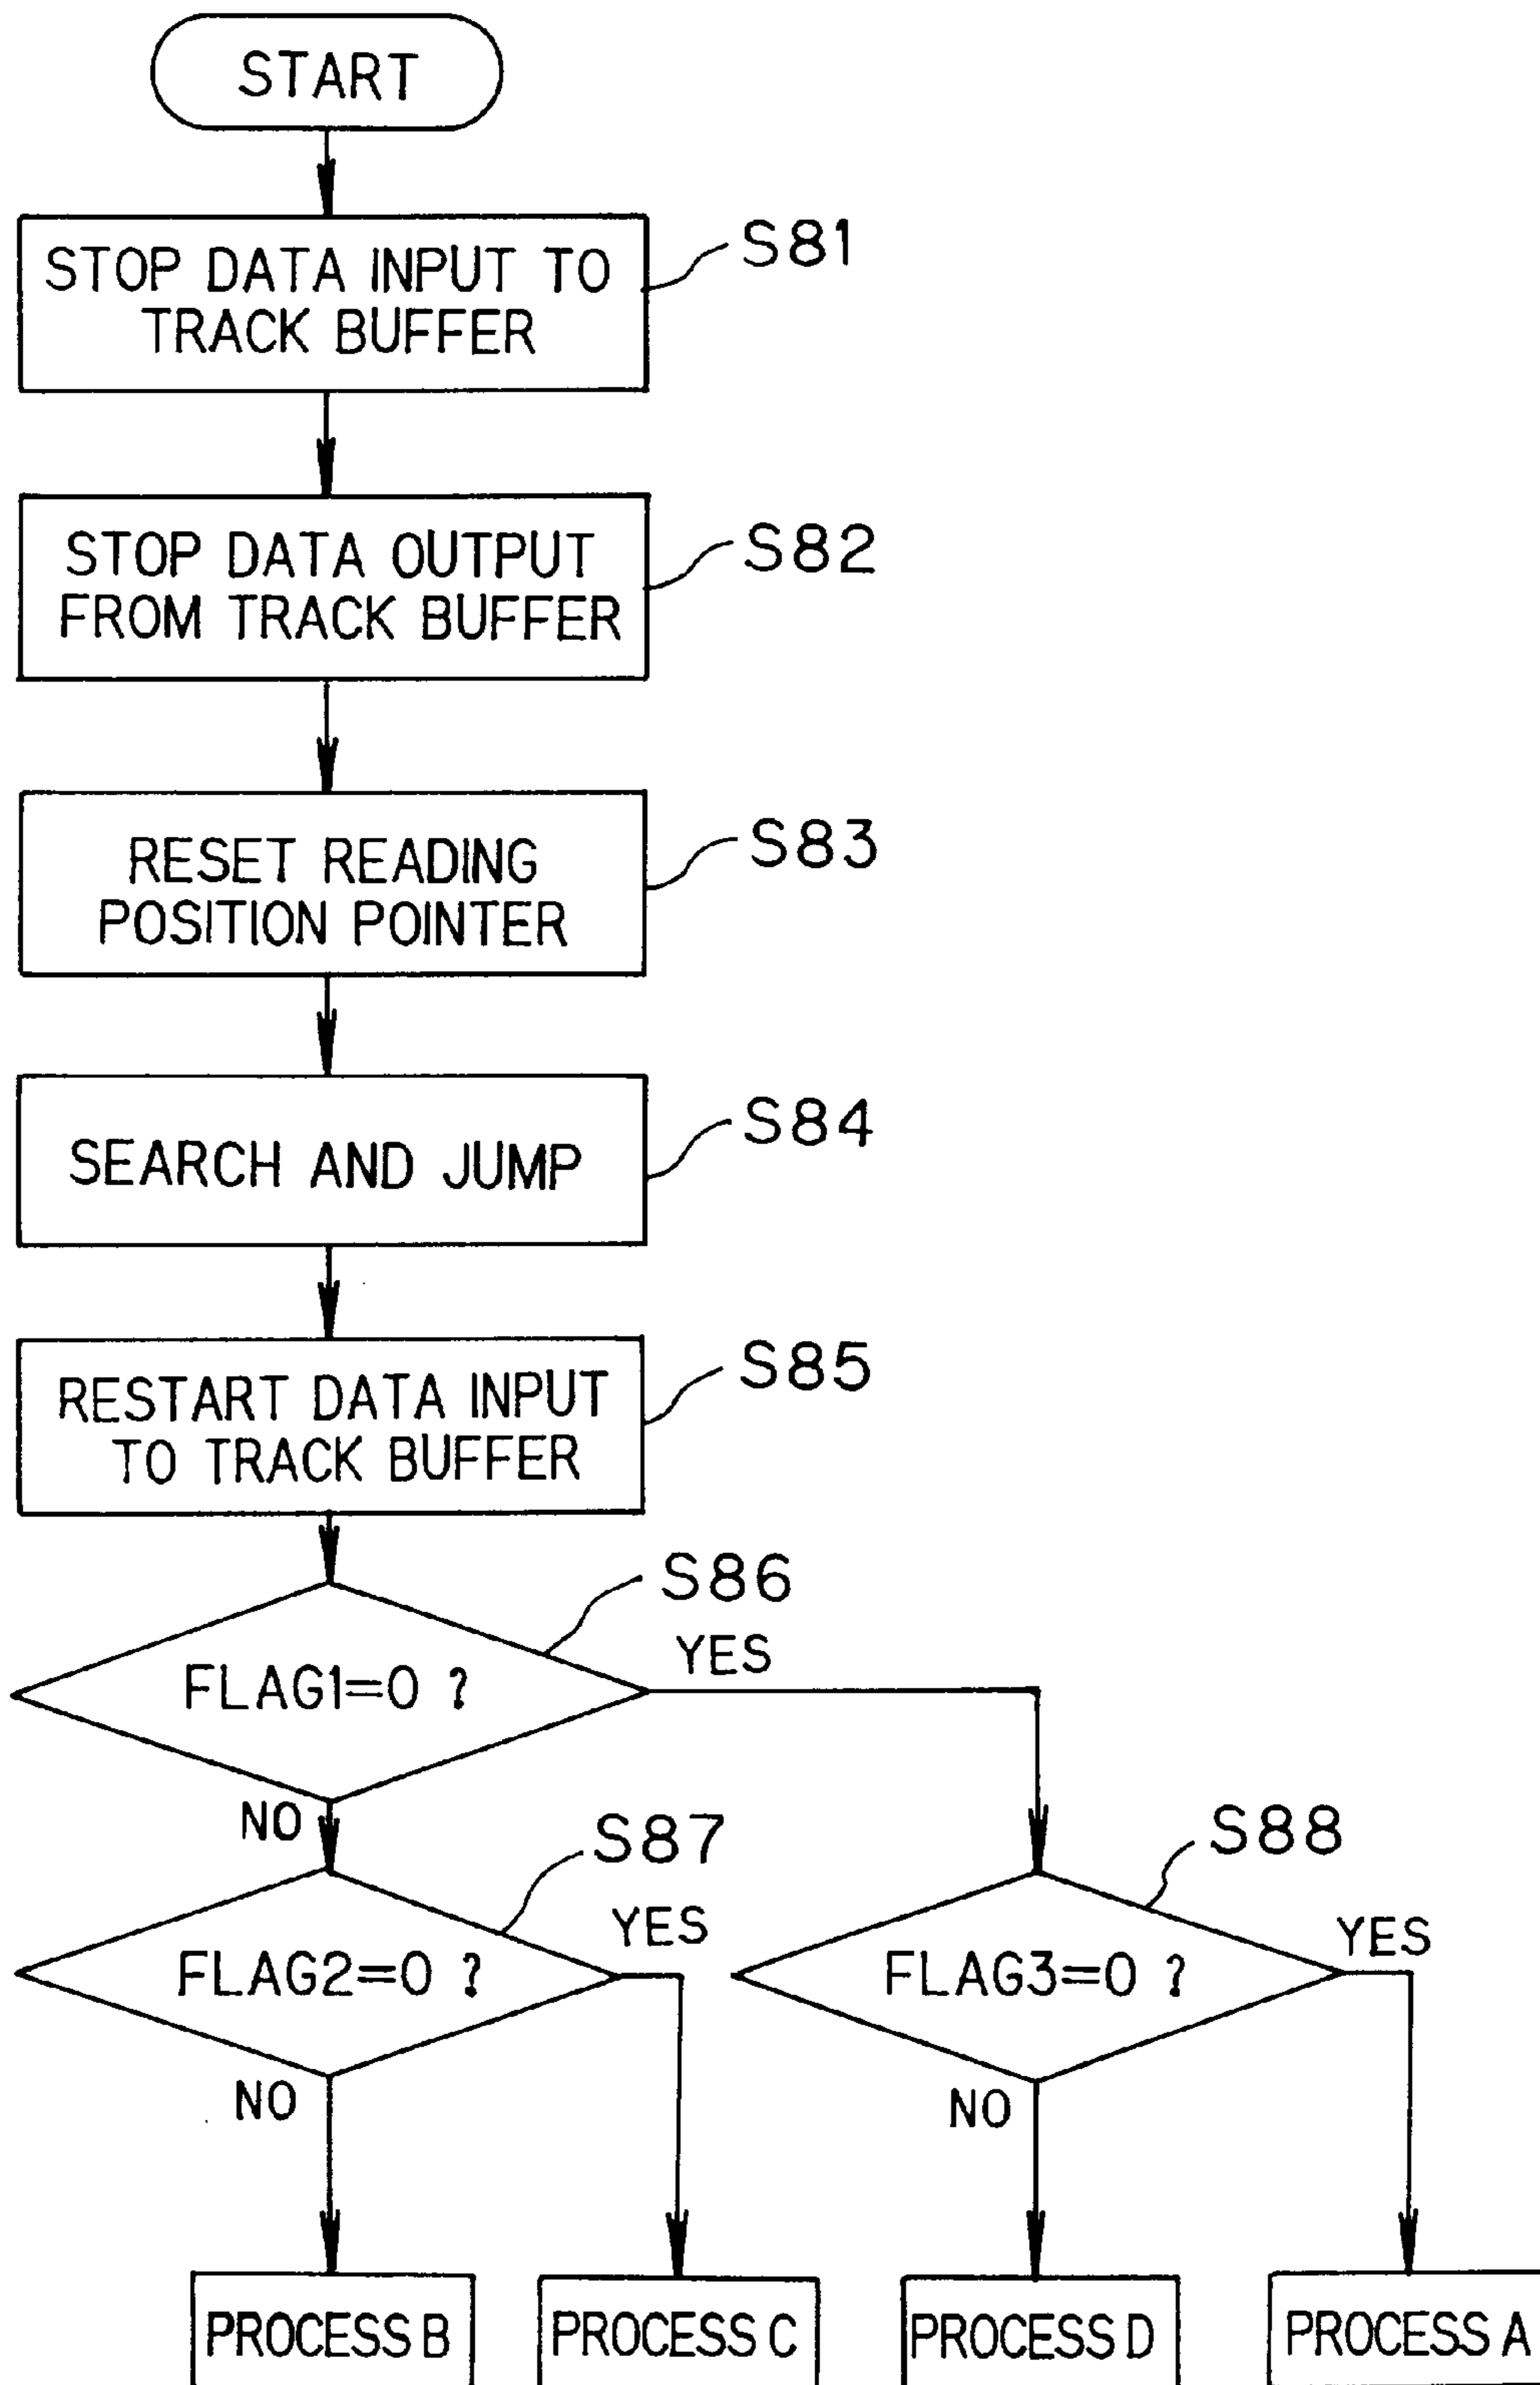 START
STOP DATA INPUT TO
TRACK BUFFER
S81
STOP DATA OUTPUT
FROM TRACK BUFFER
S82
RESET READING
POSITION POINTER
S83
SEARCH AND JUMP
S84
RESTART DATA INPUT
TO TRACK BUFFER
S85
S86
FLAG1=0 ?
YES
NO
S87
FLAG2=0 ?
YES
NO
S88
FLAG3=0 ?
YES
NO
PROCESS B
PROCESS C
PROCESS D
PROCESS A